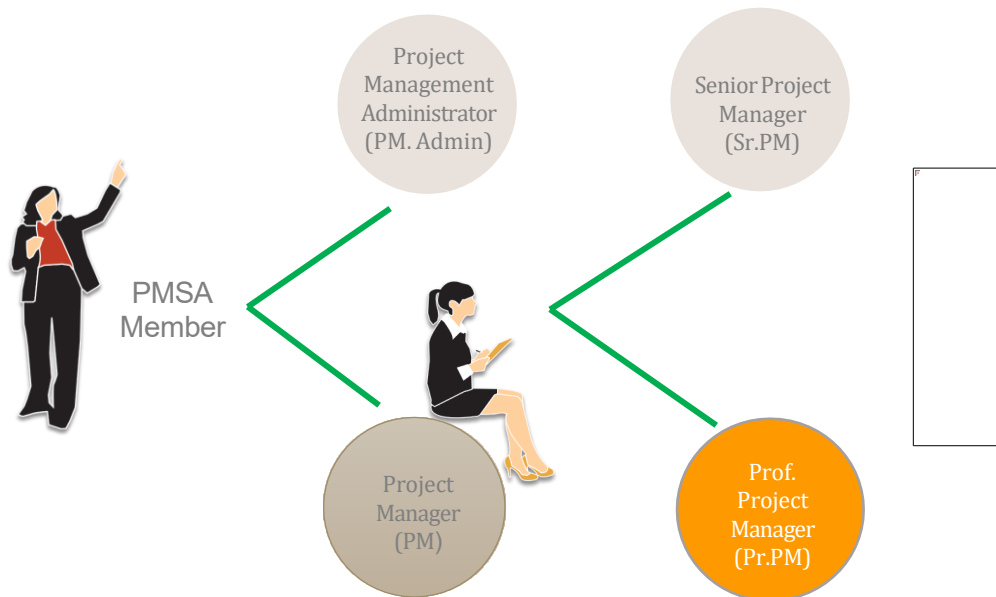 Project
Management
Administrator
(PM. Admin)
Senior Project
Manager
(Sr.PM)
PMSA
Member
Project
Manager
(PM)
Prof.
Project
Manager
(Pr.PM)